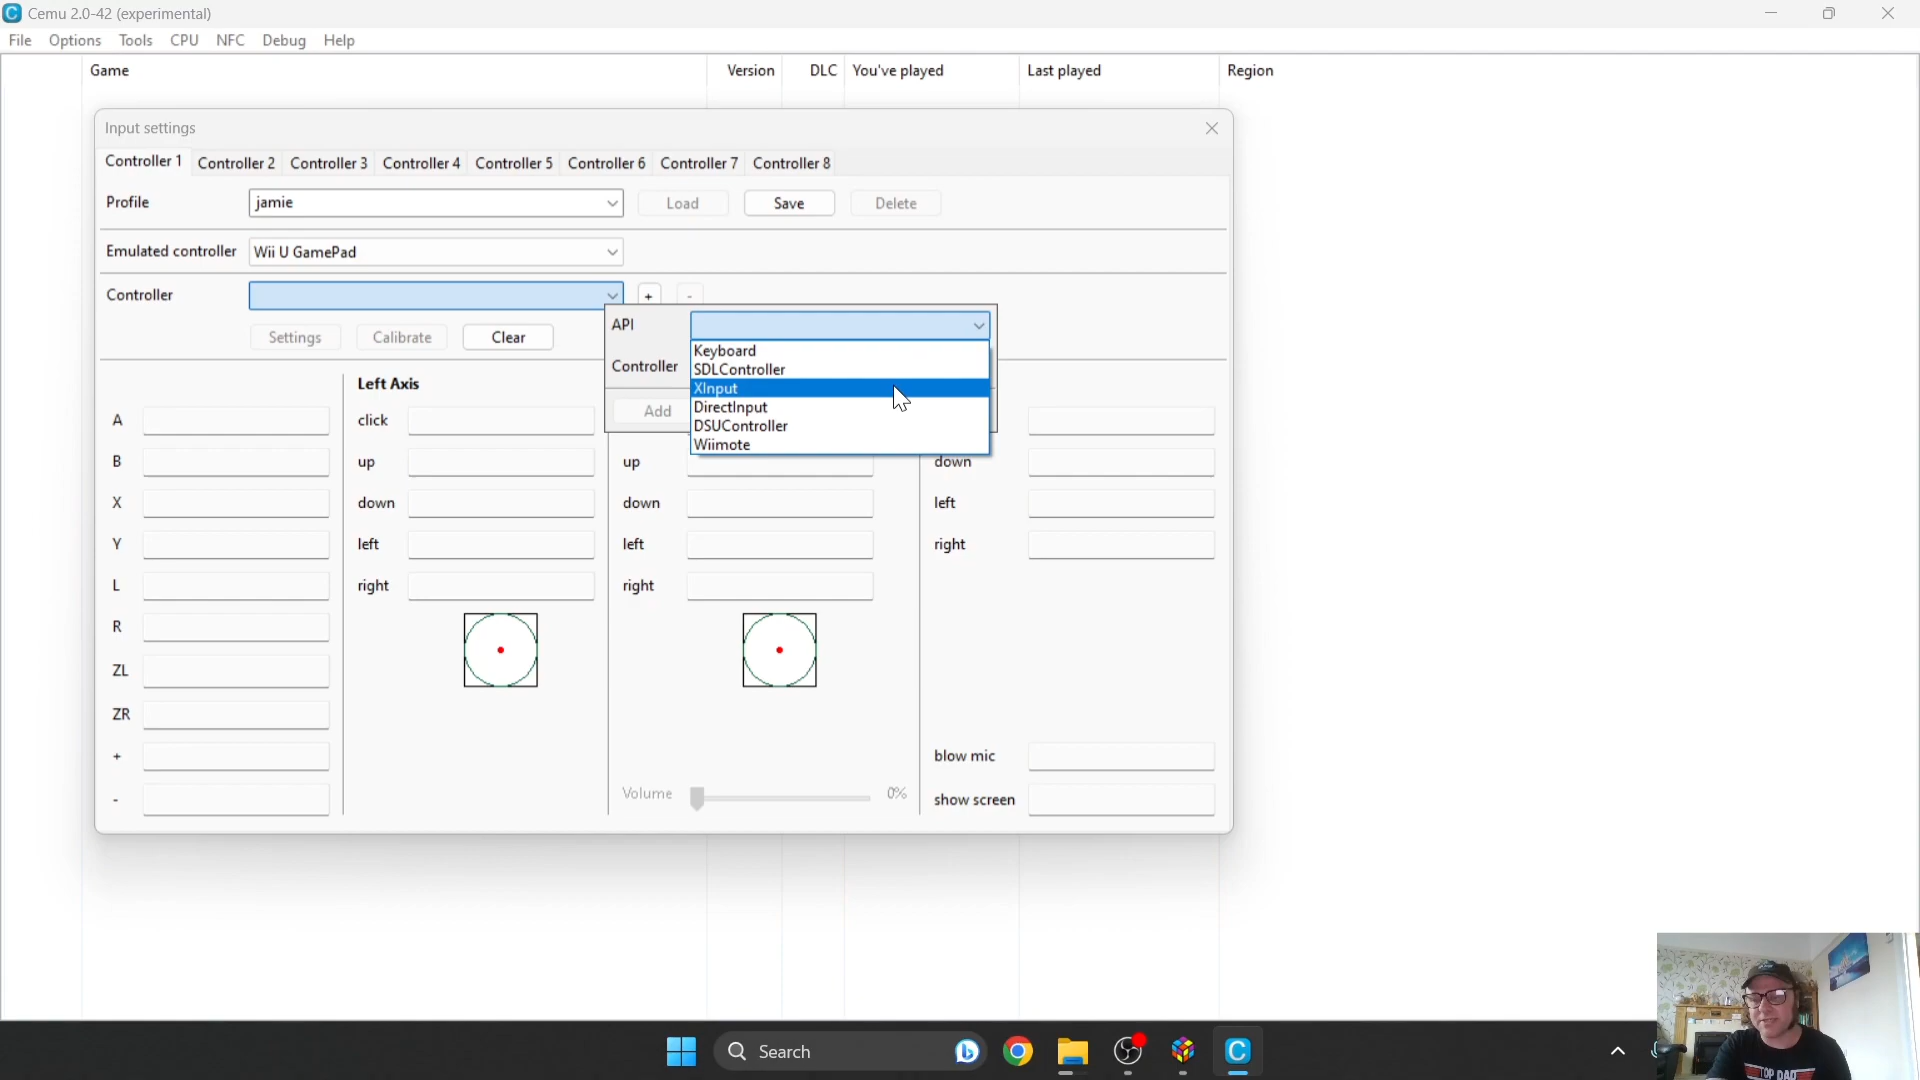 Cemu 2.0-42 (experimental)
File Options Tools CPU NFC Debug Help
Game Version DLC You've played Last played Region
Input settings
Controller 1 Controller 2 Controller 3 Controller 4 Controller 5 Controller 6 Controller 7 Controller 8
Profile jamie Load Save Delete
Emulated controller Wii U GamePad
Controller + -
API
Settings Calibrate Clear
Keyboard
Controller SDLController
XInput
Left Axis
Add DirectInput
A click
DSUController
Wiimote
B up up down
X down down left
Y left left right
L right right
R
ZL
ZR
+ blow mic
- Volume 0% show screen
Search
TOP DAD